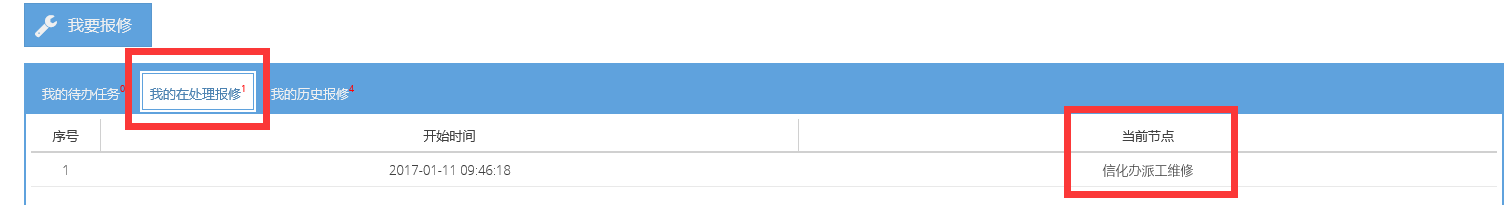 我要报修
我的待办任务0 我的在处理报修1 我的历史报修4
序号 开始时间 当前节点
1 2017-01-11 09:46:18 信化办派工维修